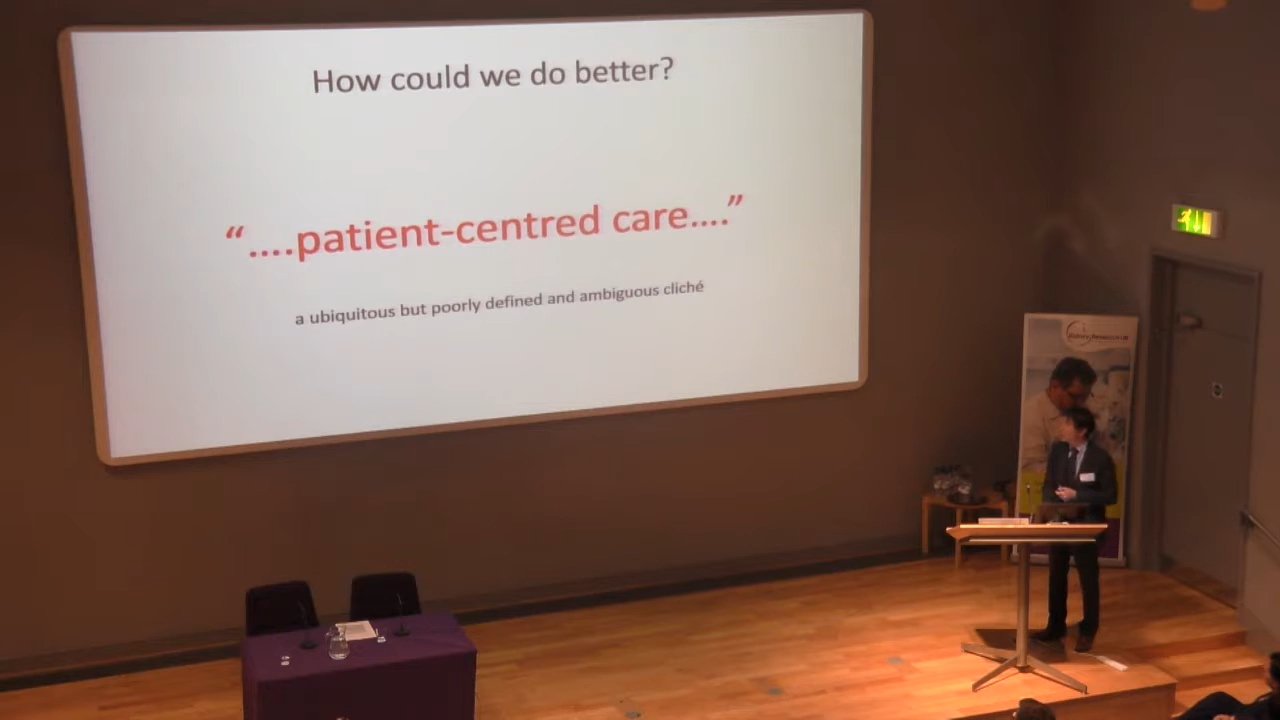 How could we do better?
“....patient-centred care....”
a ubiquitous but poorly defined and ambiguous cliché